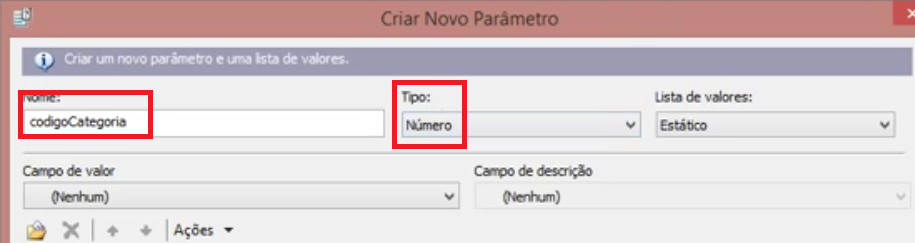 Criar Novo Parâmetro
Criar um novo parâmetro e uma lista de valores.
Nome: Tipo: Lista de valores:
codigoCategoria Número Estático
Campo de valor Campo de descrição
(Nenhum) (Nenhum)
Ações